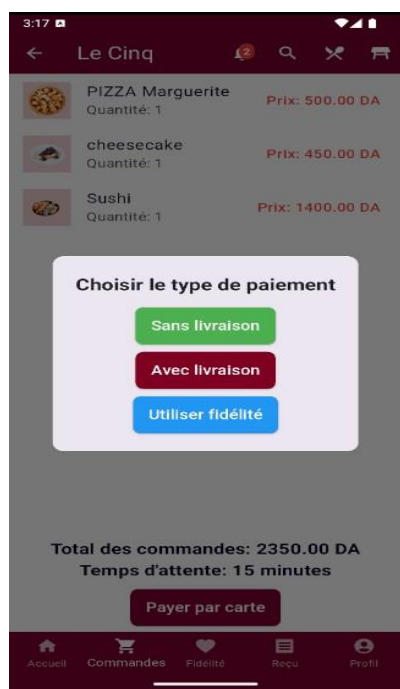 3:17
Le Cinq
2
PIZZA Marguerite
Quantité: 1
Prix: 500.00 DA
cheesecake
Quantité: 1
Prix: 450.00 DA
Sushi
Quantité: 1
Prix: 1400.00 DA
Choisir le type de paiement
Sans livraison
Avec livraison
Utiliser fidélité
Total des commandes: 2350.00 DA
Temps d'attente: 15 minutes
Payer par carte
Accueil Commandes Fidélité Reçu Profil